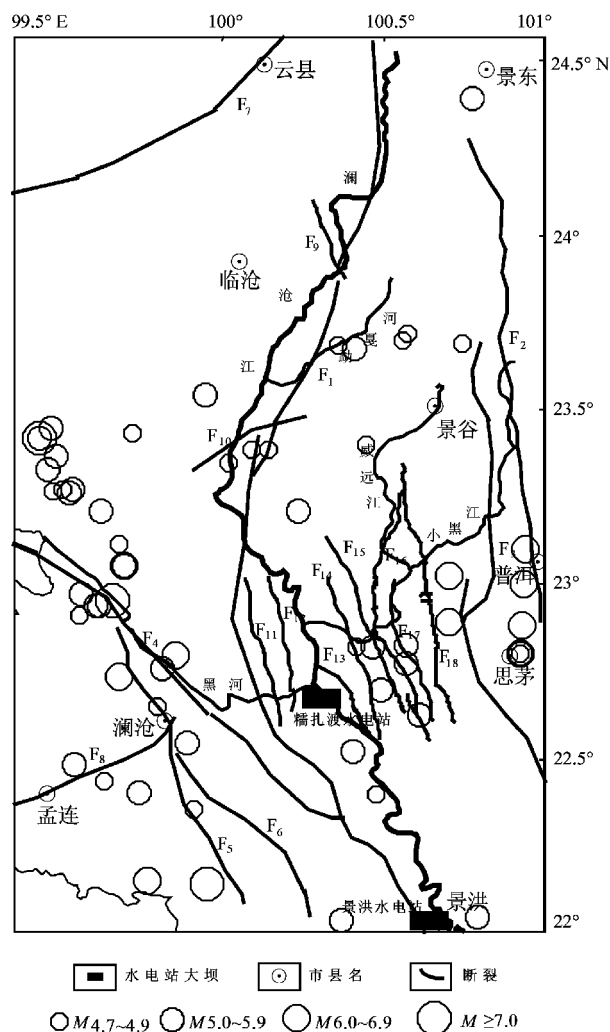 99.5° E
100°
100.5°
101°
24.5° N
24°
23.5°
23°
22.5°
22°
云县
景东
F7
澜
F9
临沧
沧
河
戛
勐
江
F1
F2
景谷
F10
威
远
江
小 黑 江
F
普洱
F15
F14
F16
F11
F
F13
F17
F18
思茅
F4
黑 河
糯扎渡水电站
澜沧
F8
孟连
F5
F6
景洪水电站
景洪
水电站大坝
市县名
断裂
M4.7~4.9
M5.0~5.9
M6.0~6.9
M ≥7.0